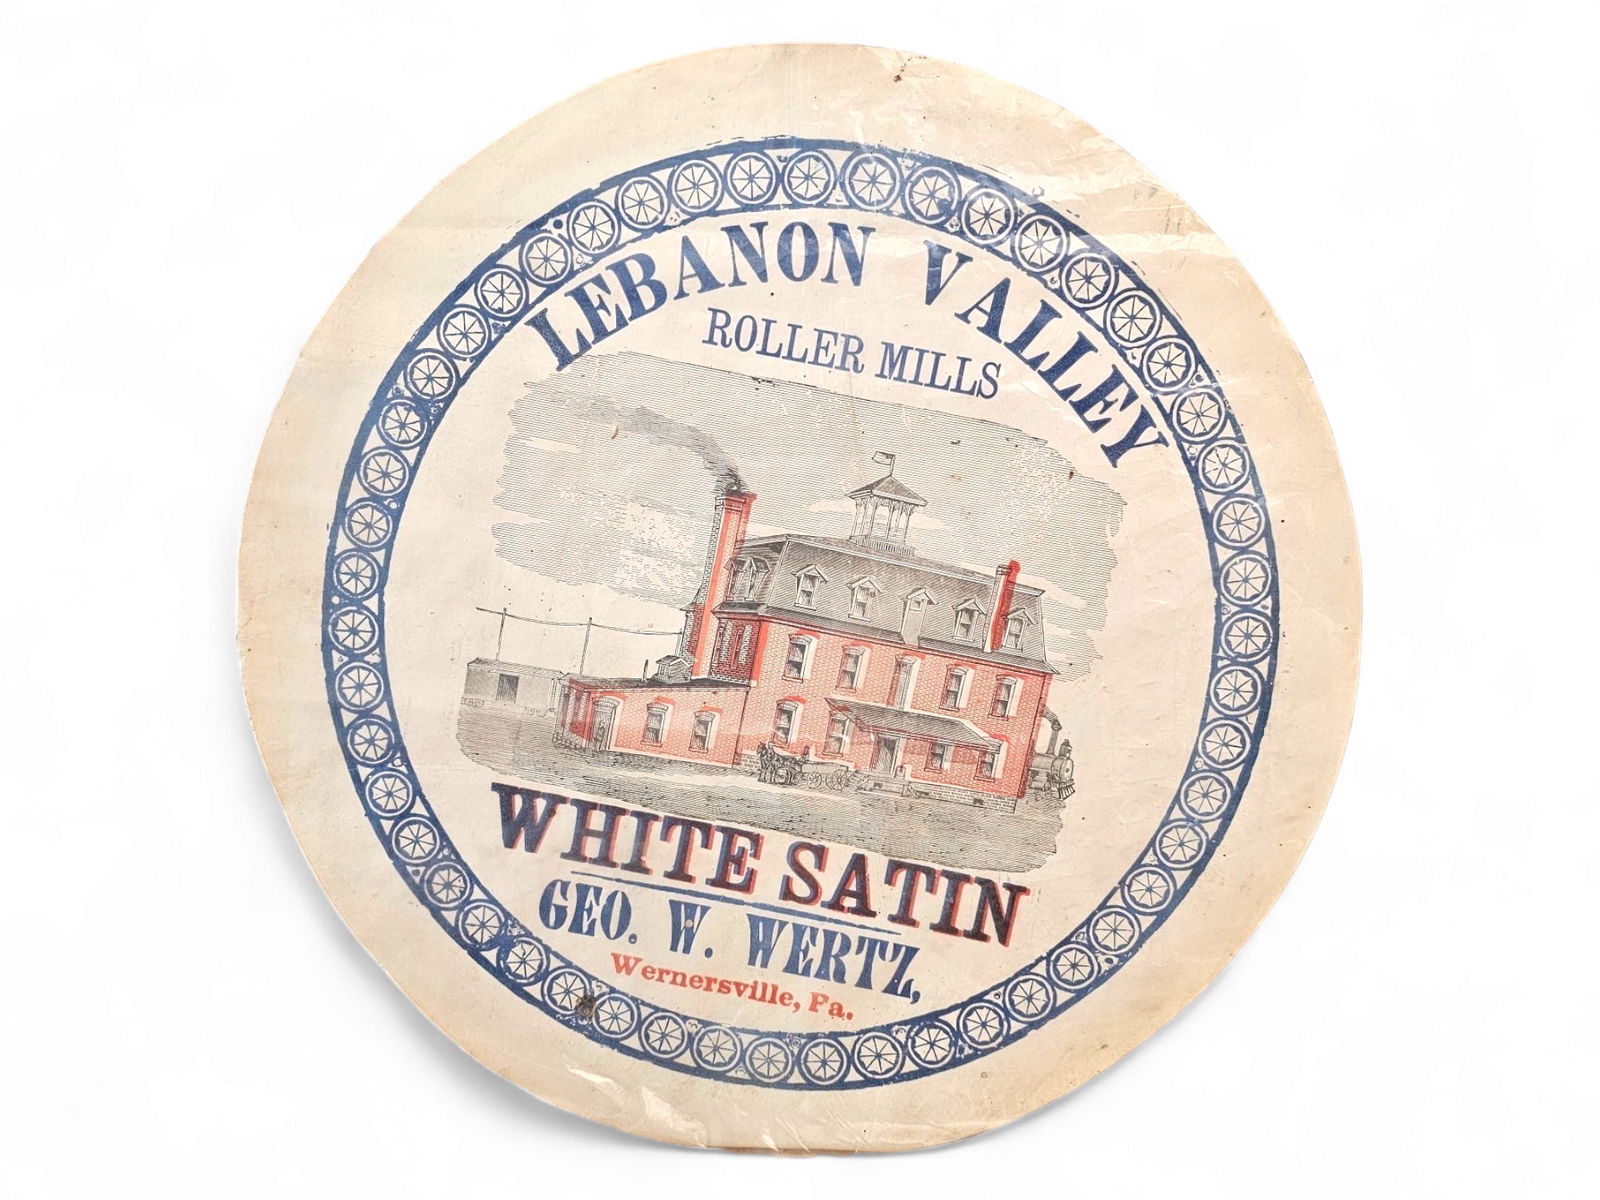 LEBANON VALLEY
ROLLER MILLS
WHITE SATIN
GEO. W. WERTZ,
Wernersville, Pa.